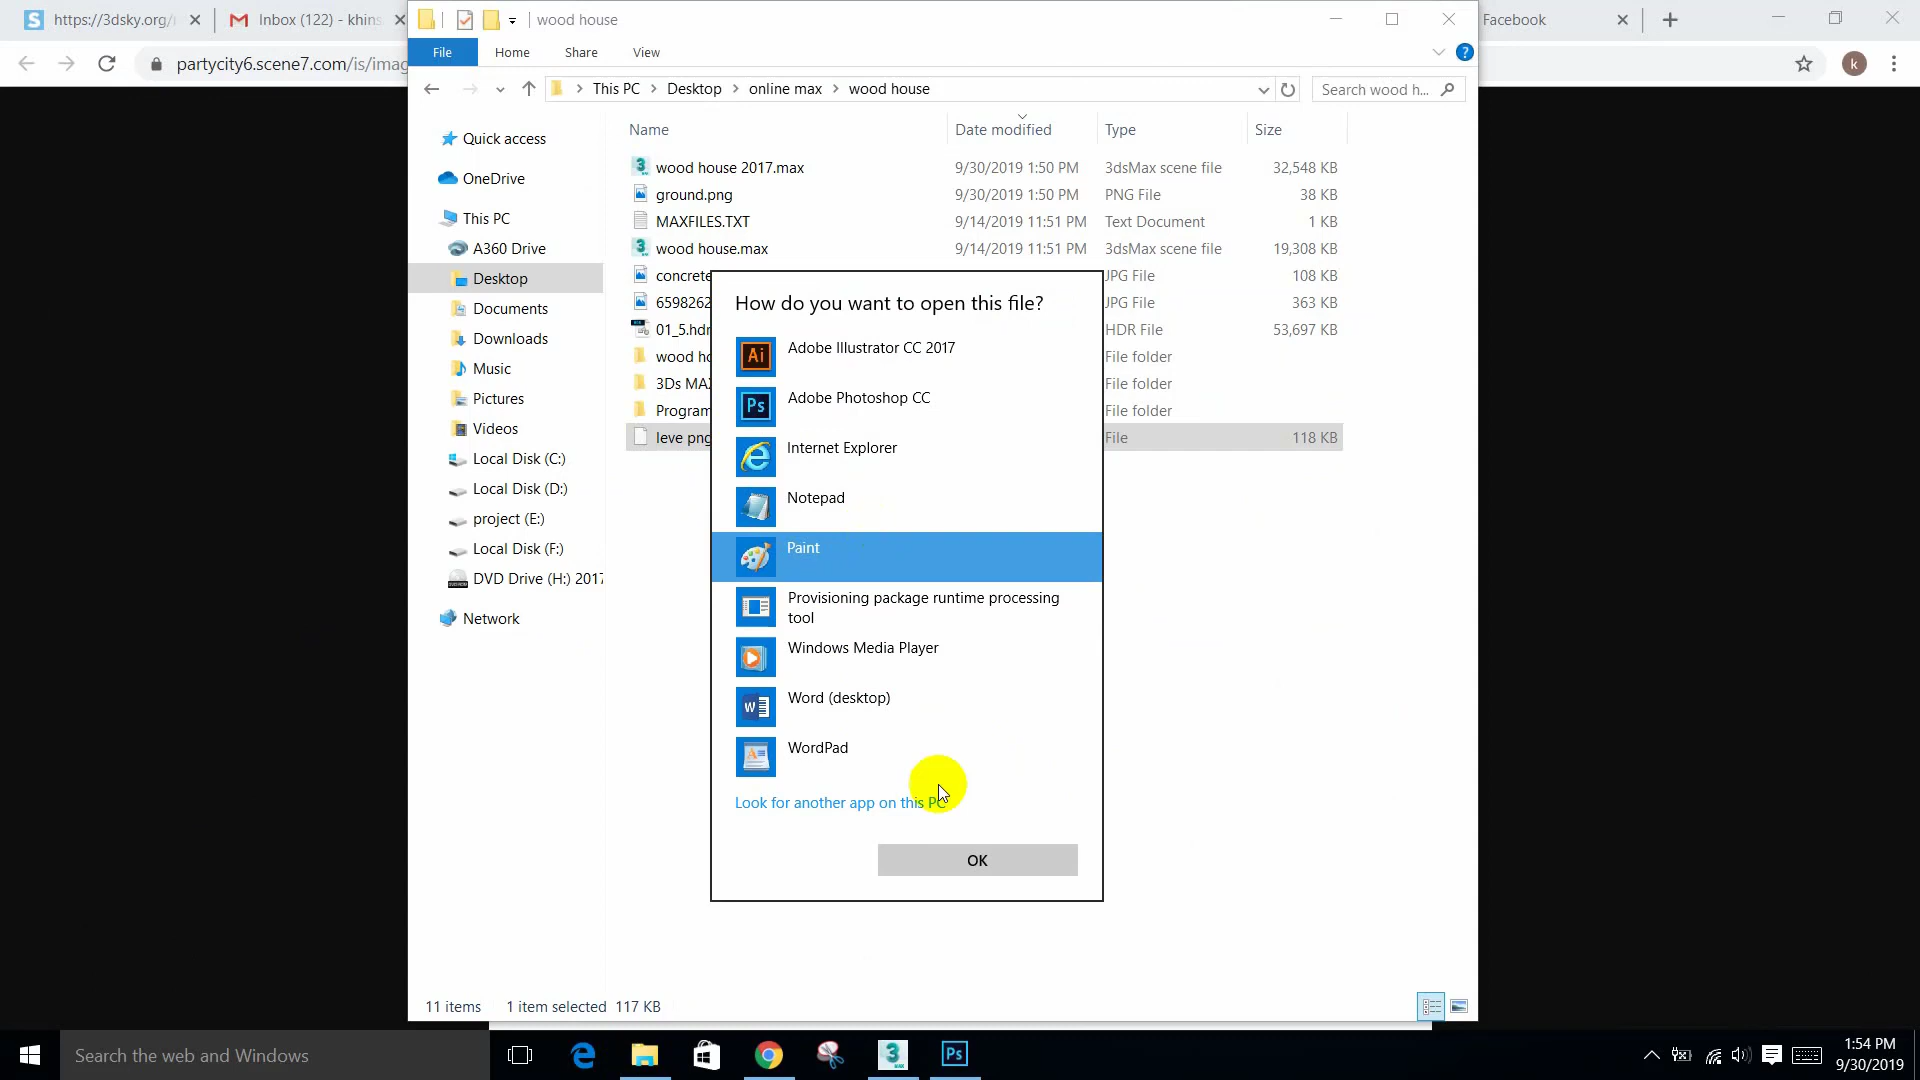 https://3dsky.org/
Inbox (122) - khins
wood house
Facebook
File
Home
Share
View
partycity6.scene7.com/is/imag
k
This PC
Desktop
online max
wood house
Search wood h...
Name
Date modified
Type
Size
Quick access
OneDrive
This PC
A360 Drive
Desktop
Documents
Downloads
Music
Pictures
Videos
Local Disk (C:)
Local Disk (D:)
project (E:)
Local Disk (F:)
DVD Drive (H:) 2017
Network
wood house 2017.max 9/30/2019 1:50 PM 3dsMax scene file 32,548 KB
ground.png 9/30/2019 1:50 PM PNG File 38 KB
MAXFILES.TXT 9/14/2019 11:51 PM Text Document 1 KB
wood house.max 9/14/2019 11:51 PM 3dsMax scene file 19,308 KB
concrete JPG File 108 KB
6598262 JPG File 363 KB
01_5.hdr HDR File 53,697 KB
wood ho File folder
3Ds MAX File folder
Program File folder
leve png File 118 KB
How do you want to open this file?
Ai Adobe Illustrator CC 2017
Ps Adobe Photoshop CC
Internet Explorer
Notepad
Paint
Provisioning package runtime processing
tool
Windows Media Player
Word (desktop)
WordPad
Look for another app on this PC
OK
11 items 1 item selected 117 KB
Search the web and Windows
Ps
1:54 PM
9/30/2019